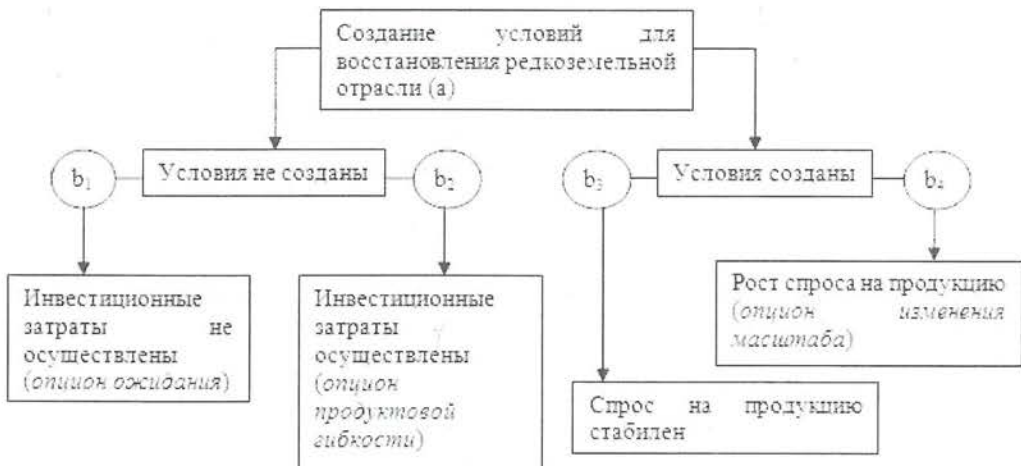 Создание условий для
восстановления редкоземельной
отрасли (а)
b₁
Условия не созданы
b₂
b₃
Условия созданы
b₄
Инвестиционные
затраты не
осуществлены
(опцион ожидания)
Инвестиционные
затраты
осуществлены
(опцион
продуктовой
гибкости)
Спрос на продукцию
стабилен
Рост спроса на продукцию
(опцион изменения
масштаба)